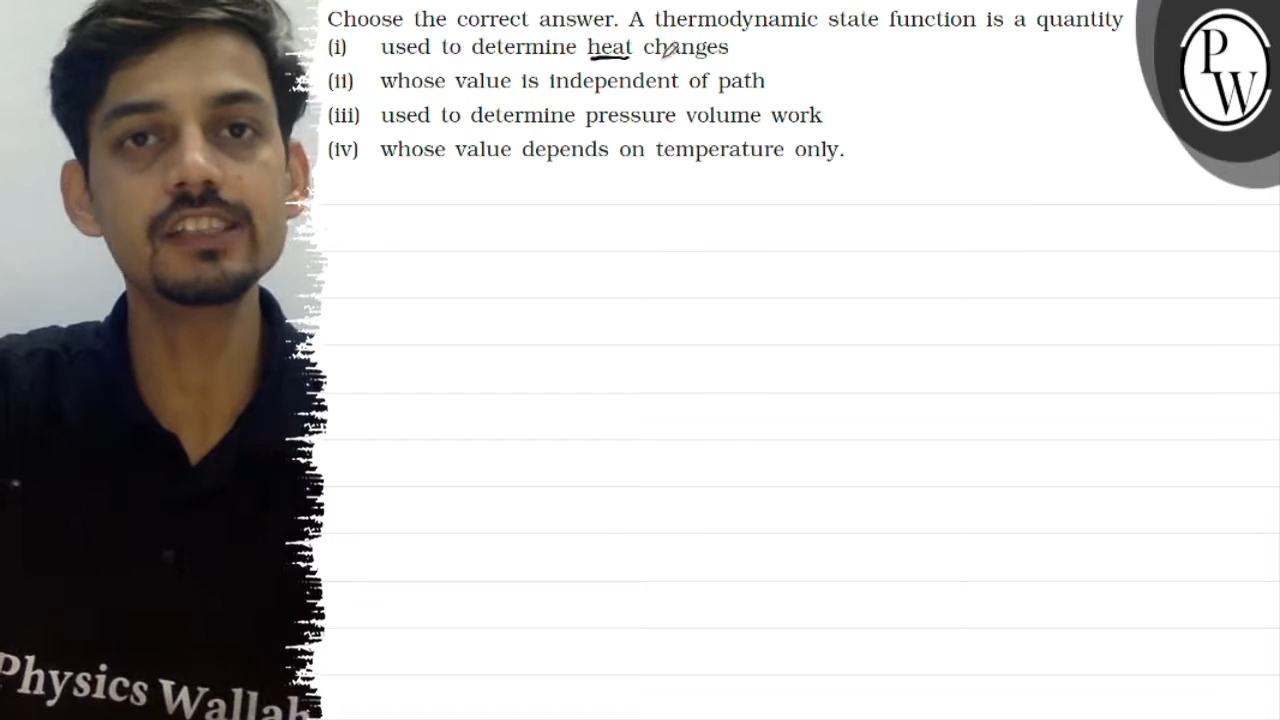 Choose the correct answer. A thermodynamic state function is a quantity
(i) used to determine heat changes
(ii) whose value is independent of path
(iii) used to determine pressure volume work
(iv) whose value depends on temperature only.
P
W
Physics Wallah